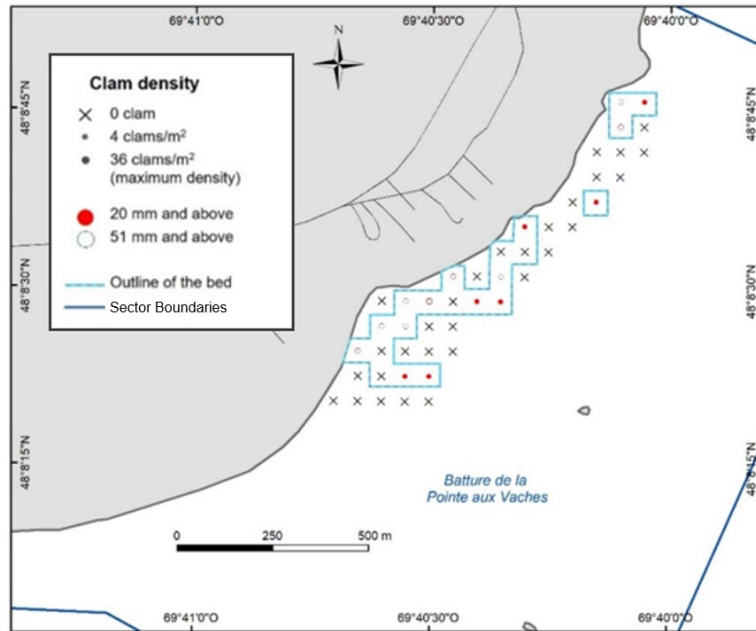 69°41'0"O 69°40'30"O 69°40'0"O
N
Clam density
0 clam
4 clams/m²
36 clams/m²
(maximum density)
20 mm and above
51 mm and above
Outline of the bed
Sector Boundaries
48°8'45"N 48°8'45"N
48°8'30"N 48°8'30"N
48°8'15"N 48°8'15"N
Batture de la
Pointe aux Vaches
0 250 500 m
69°41'0"O 69°40'30"O 69°40'0"O